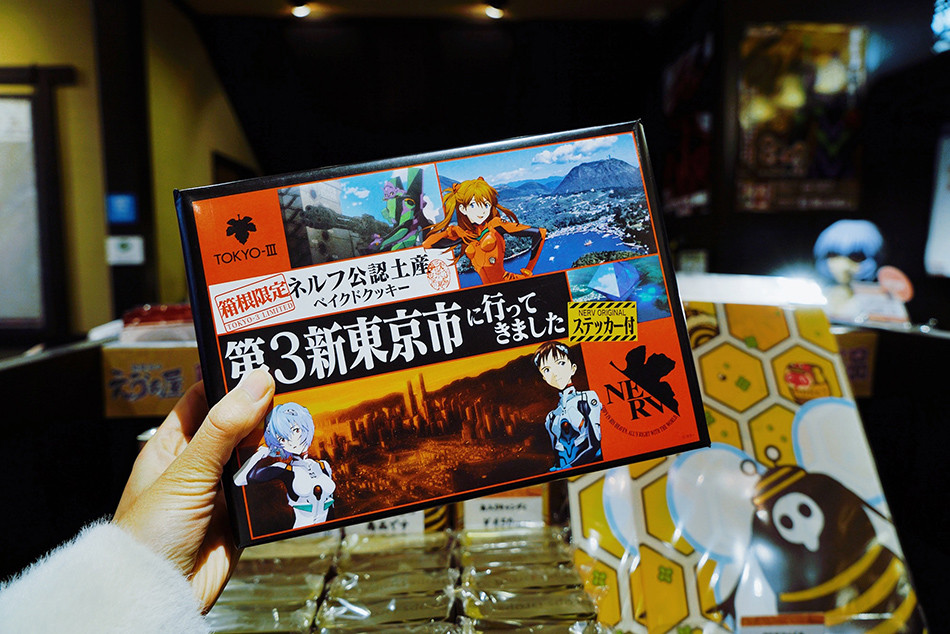 TOKYO-III
箱根限定
TOKYO-3 LIMITED
ネルフ公認土産
ベイクドクッキー
第3新東京市に行って
きました
NERV ORIGINAL
ステッカー付
NERV